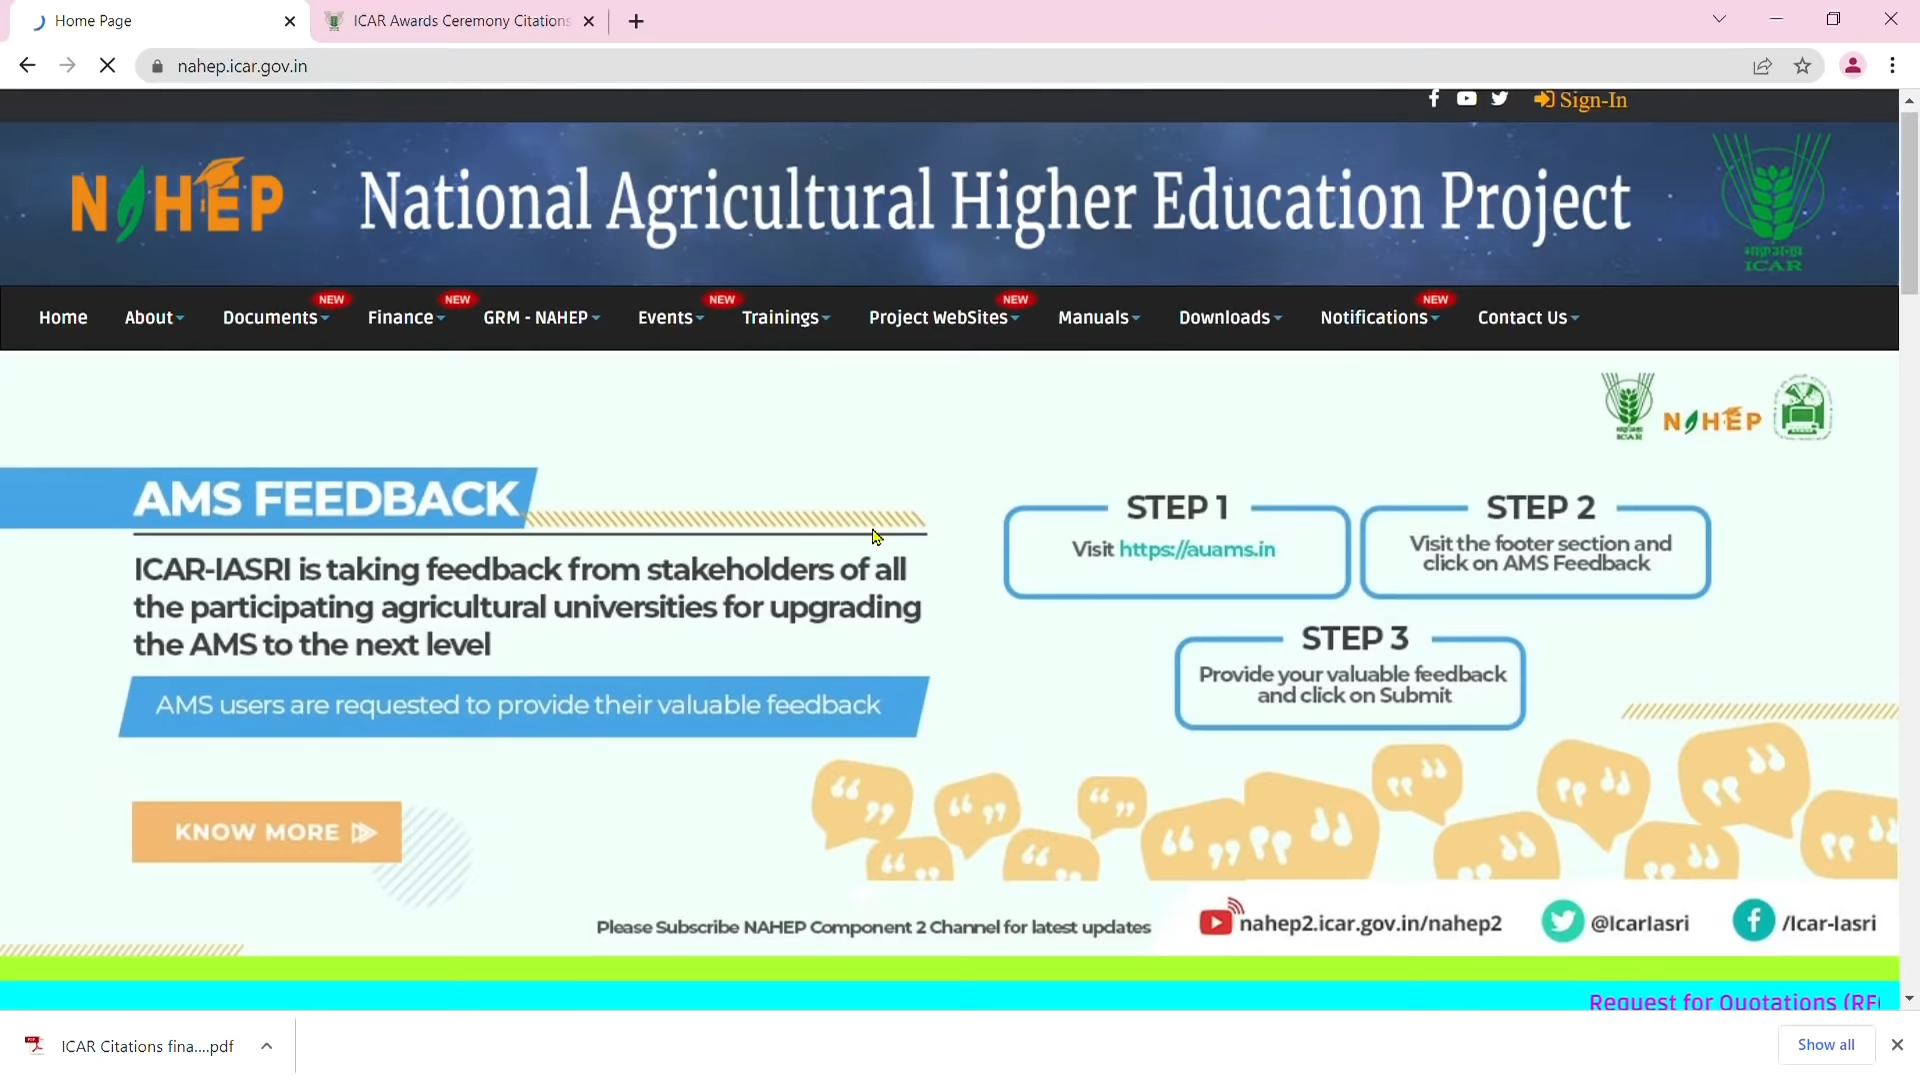 Home Page
ICAR Awards Ceremony Citations
nahep.icar.gov.in
Sign-In
NAHEP
National Agricultural Higher Education Project
भाकृअनुप
ICAR
Home
About
Documents
NEW
Finance
NEW
GRM - NAHEP
Events
NEW
Trainings
Project WebSites
NEW
Manuals
Downloads
Notifications
NEW
Contact Us
ICAR
NAHEP
AMS FEEDBACK
ICAR-IASRI is taking feedback from stakeholders of all
the participating agricultural universities for upgrading
the AMS to the next level
AMS users are requested to provide their valuable feedback
KNOW MORE
STEP 1
Visit https://auams.in
STEP 2
Visit the footer section and
click on AMS Feedback
STEP 3
Provide your valuable feedback
and click on Submit
Please Subscribe NAHEP Component 2 Channel for latest updates
nahep2.icar.gov.in/nahep2
@IcarIasri
/Icar-Iasri
Request for Quotations (RF
ICAR Citations fina....pdf
Show all